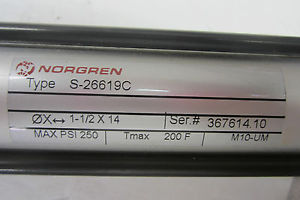 NORGREN
Type S-26619C
ØX↔ 1-1/2 X 14 Ser.# 367614.10
MAX PSI 250 Tmax 200 F M10-UM